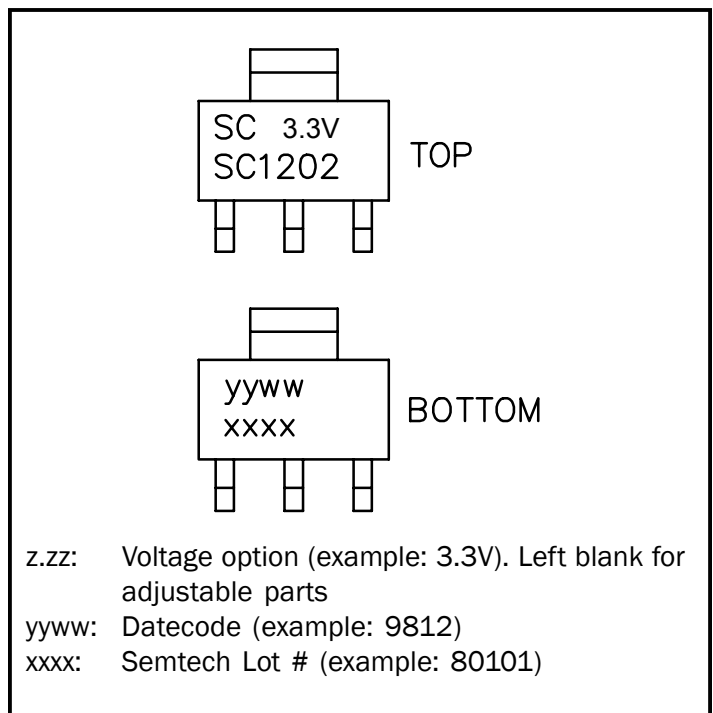 SC 3.3V
SC1202
TOP
yyww
xxxx
BOTTOM
z.zz: Voltage option (example: 3.3V). Left blank for
adjustable parts
yyww: Datecode (example: 9812)
xxxx: Semtech Lot # (example: 80101)